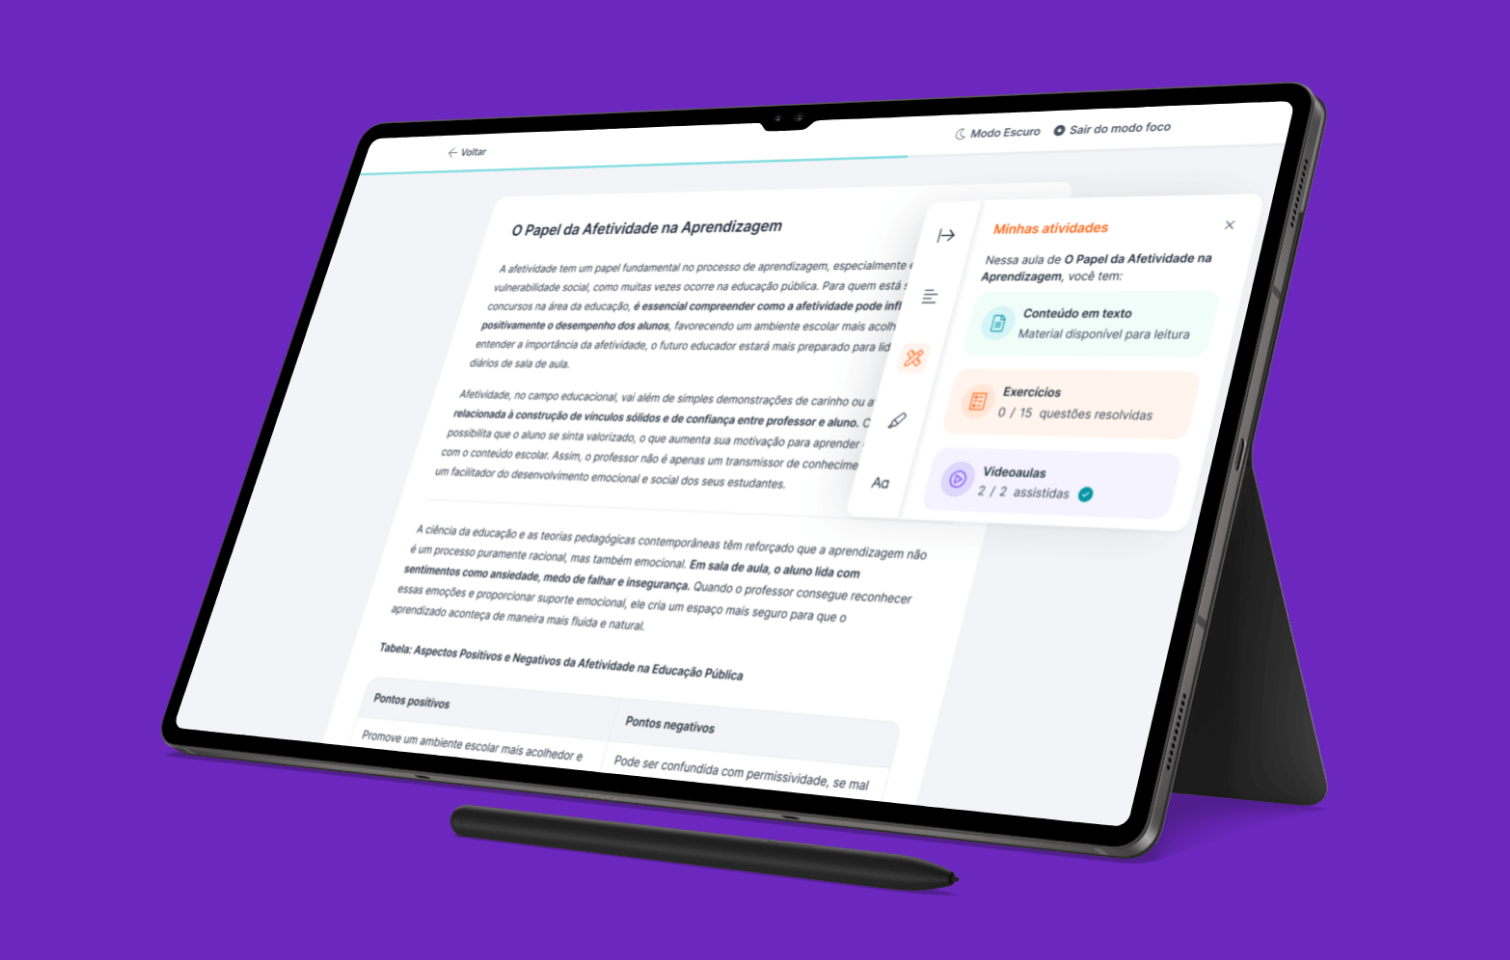 Voltar
Modo Escuro
Sair do modo foco
O Papel da Afetividade na Aprendizagem
A afetividade tem um papel fundamental no processo de aprendizagem, especialmente
vulnerabilidade social, como muitas vezes ocorre na educação pública. Para quem está
concursos na área da educação, é essencial compreender como a afetividade pode infl
positivamente o desempenho dos alunos, favorecendo um ambiente escolar mais acolh
entender a importância da afetividade, o futuro educador estará mais preparado para lid
diários de sala de aula.
Afetividade, no campo educacional, vai além de simples demonstrações de carinho ou a
relacionada à construção de vínculos sólidos e de confiança entre professor e aluno.
possibilita que o aluno se sinta valorizado, o que aumenta sua motivação para aprender
com o conteúdo escolar. Assim, o professor não é apenas um transmissor de conhecime
um facilitador do desenvolvimento emocional e social dos seus estudantes.
A ciência da educação e as teorias pedagógicas contemporâneas têm reforçado que a aprendizagem não
é um processo puramente racional, mas também emocional. Em sala de aula, o aluno lida com
sentimentos como ansiedade, medo de falhar e insegurança. Quando o professor consegue reconhecer
essas emoções e proporcionar suporte emocional, ele cria um espaço mais seguro para que o
aprendizado aconteça de maneira mais fluida e natural.
Tabela: Aspectos Positivos e Negativos da Afetividade na Educação Pública
Pontos positivos
Pontos negativos
Promove um ambiente escolar mais acolhedor e
Pode ser confundida com permissividade, se mal
Minhas atividades
Nessa aula de O Papel da Afetividade na
Aprendizagem, você tem:
Conteúdo em texto
Material disponível para leitura
Exercícios
0 / 15 questões resolvidas
Videoaulas
2 / 2 assistidas
Aa